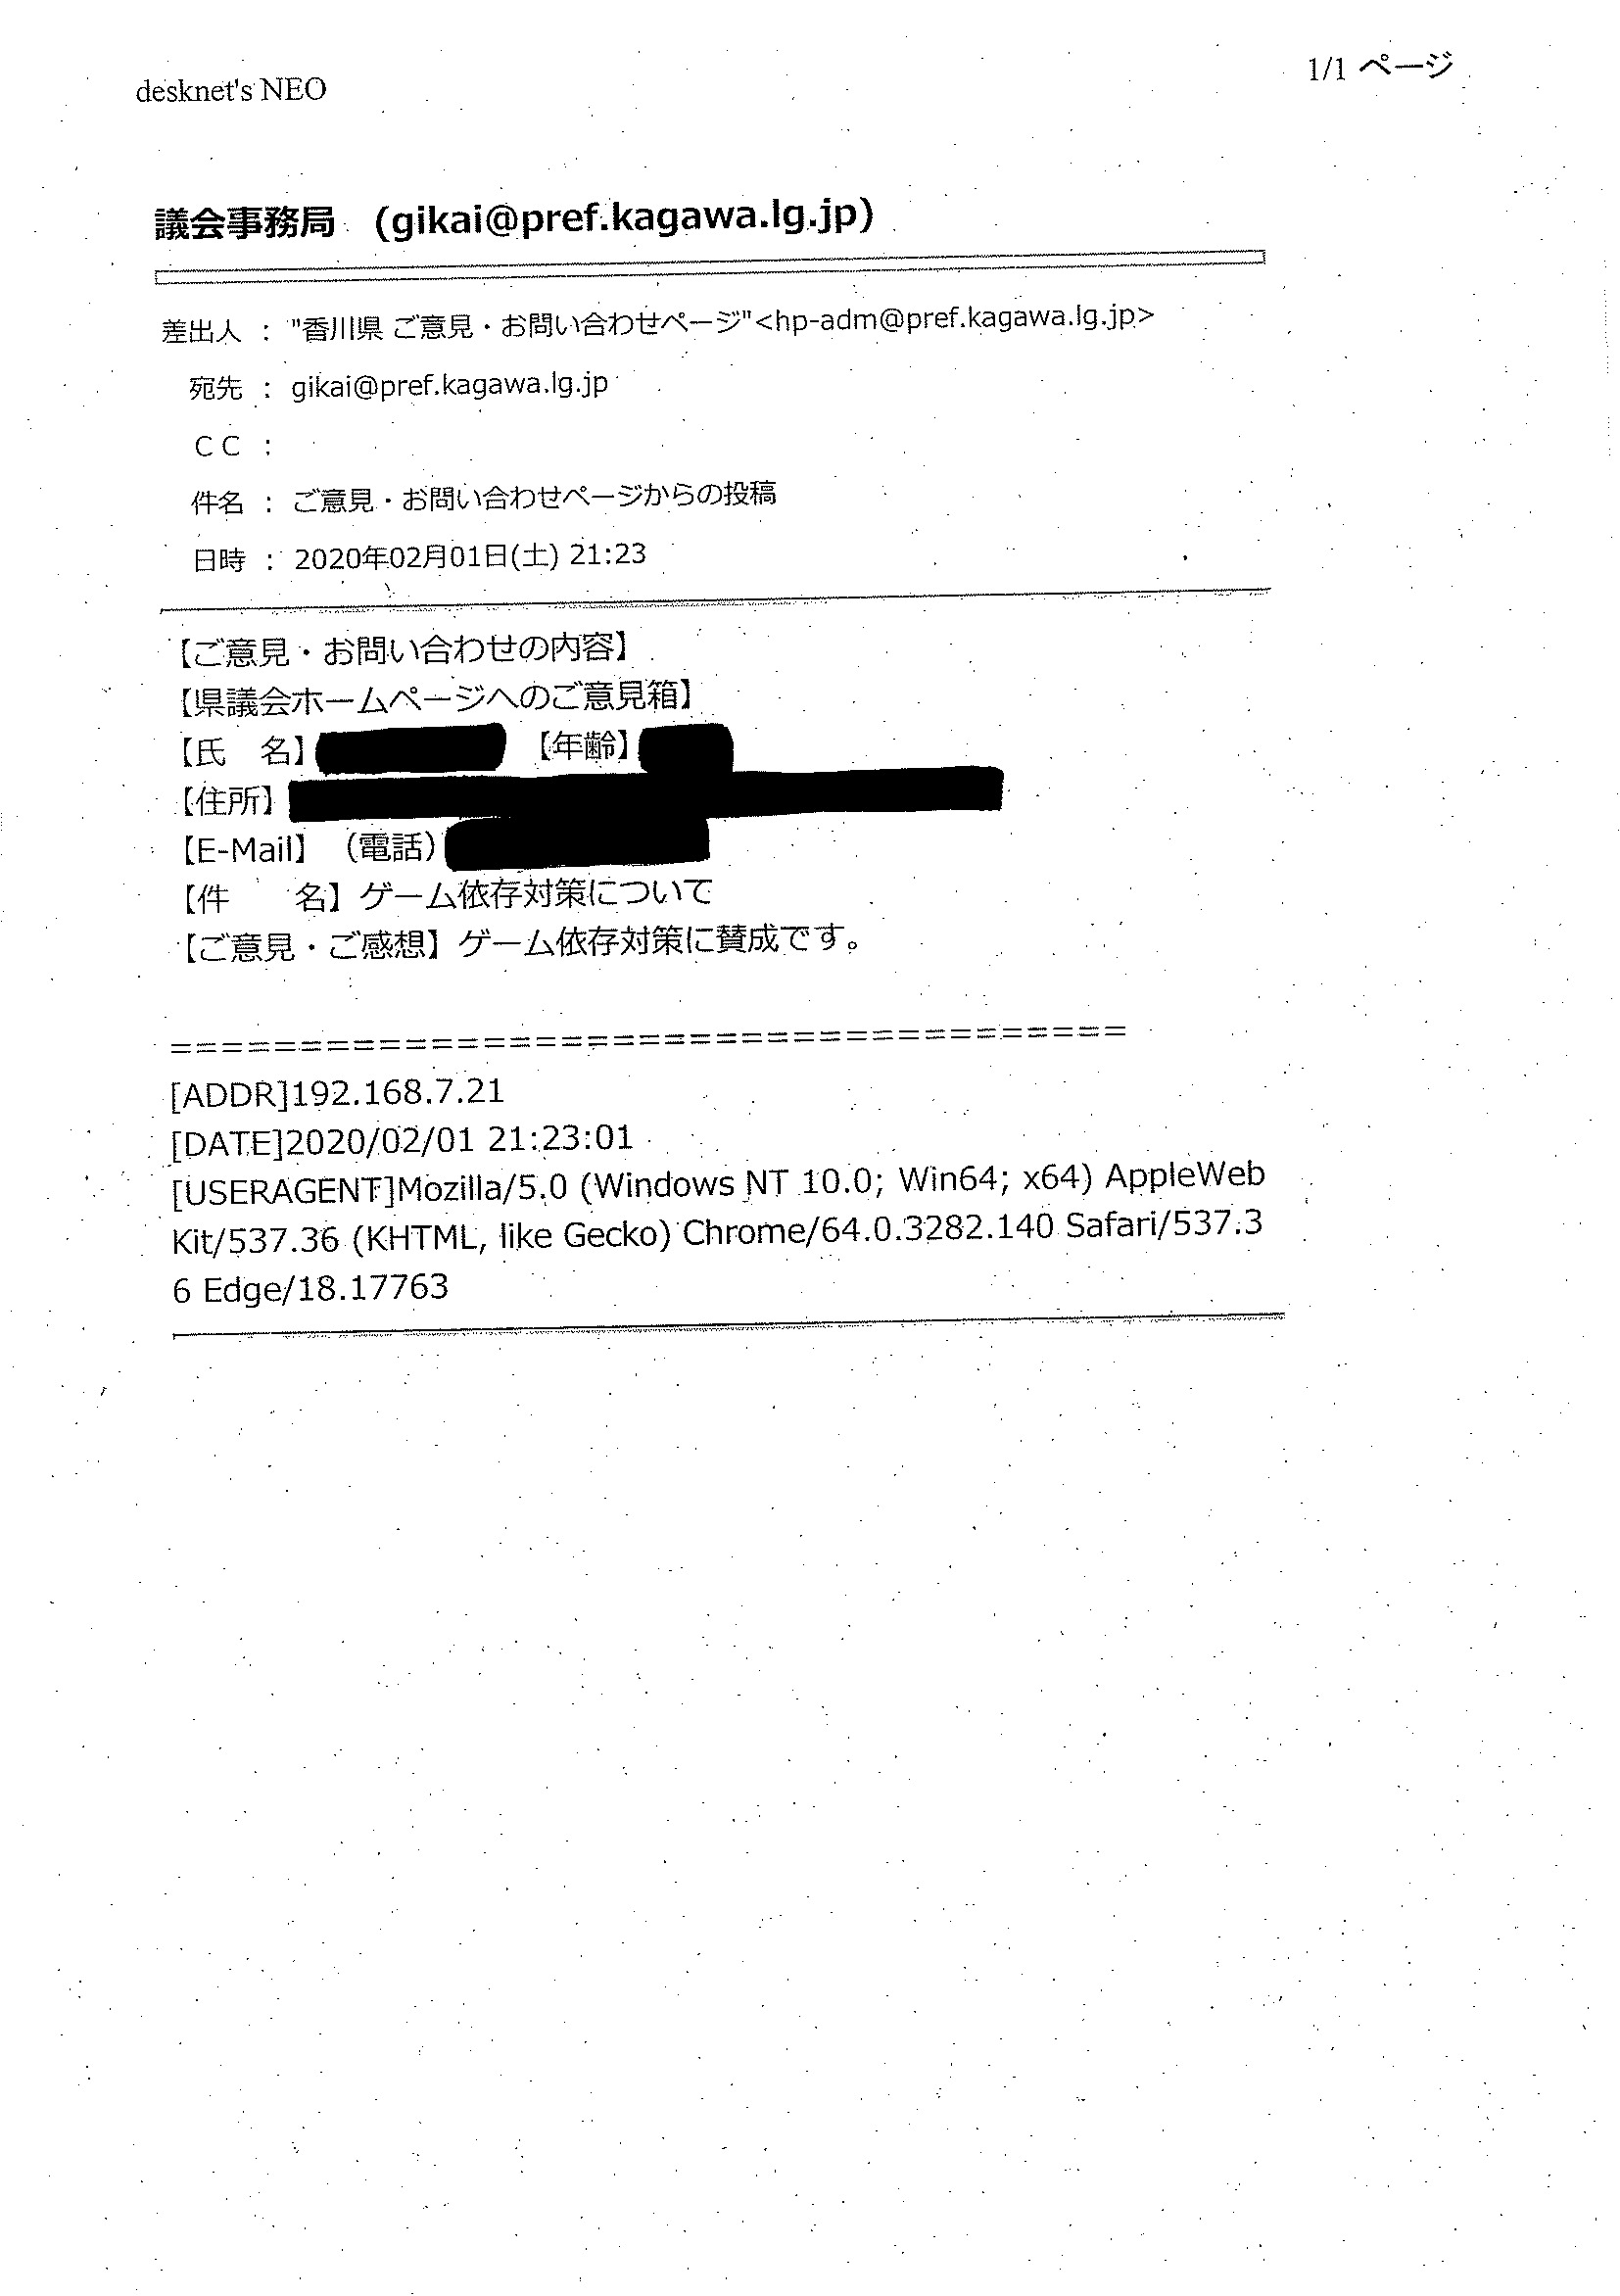 desknet's NEO
1/1 ページ
議会事務局 (gikai@pref.kagawa.lg.jp)
差出人 : "香川県 ご意見・お問い合わせページ"<hp-adm@pref.kagawa.lg.jp>
宛先 : gikai@pref.kagawa.lg.jp
CC :
件名 : ご意見・お問い合わせページからの投稿
日時 : 2020年02月01日(土) 21:23
【ご意見・お問い合わせの内容】
【県議会ホームページへのご意見箱】
【氏 名】 【年齢】
【住所】
【E-Mail】 (電話)
【件 名】ゲーム依存対策について
【ご意見・ご感想】ゲーム依存対策に賛成です。
=====================================
[ADDR]192.168.7.21
[DATE]2020/02/01 21:23:01
[USERAGENT]Mozilla/5.0 (Windows NT 10.0; Win64; x64) AppleWeb
Kit/537.36 (KHTML, like Gecko) Chrome/64.0.3282.140 Safari/537.3
6 Edge/18.17763